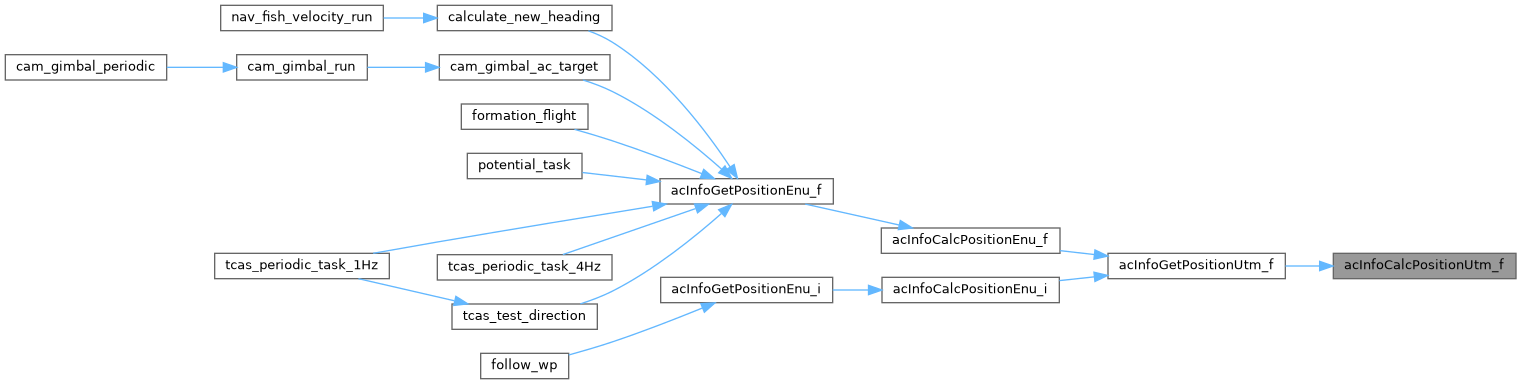 nav_fish_velocity_run
calculate_new_heading
cam_gimbal_periodic
cam_gimbal_run
cam_gimbal_ac_target
formation_flight
potential_task
acInfoGetPositionEnu_f
acInfoCalcPositionEnu_f
tcas_periodic_task_1Hz
tcas_periodic_task_4Hz
acInfoGetPositionUtm_f
acInfoCalcPositionUtm_f
acInfoGetPositionEnu_i
acInfoCalcPositionEnu_i
tcas_test_direction
follow_wp